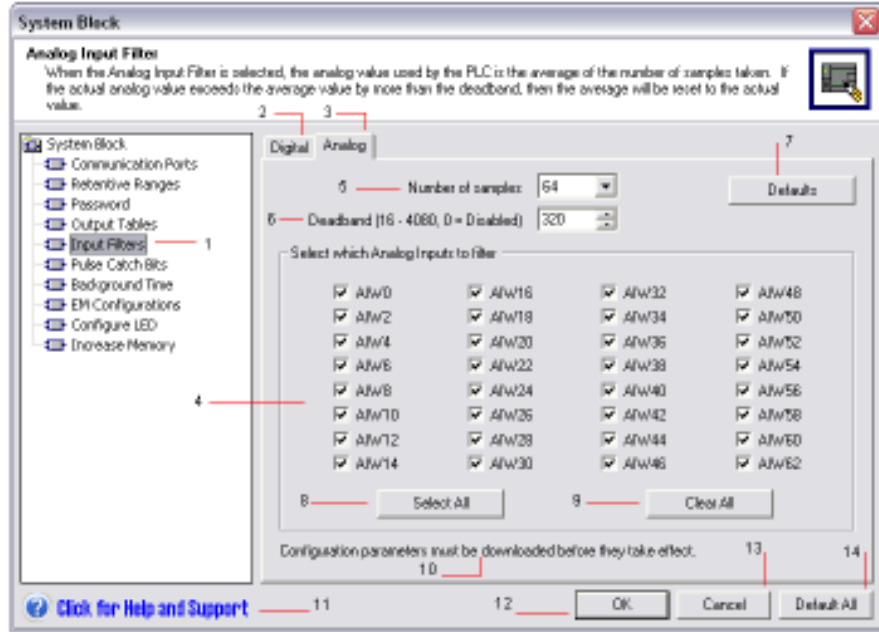 System Block
Analog Input Filter
When the Analog Input Filter is selected, the analog value used by the PLC is the average of the number of samples taken. If
the actual analog value exceeds the average value by more than the deadband, then the average will be reset to the actual
value.
2
3
System Block
Communication Ports
Retentive Ranges
Password
Output Tables
Input Filters
1
Pulse Catch Bits
Background Time
EM Configurations
Configure LED
Increase Memory
Digital Analog
7
5 Number of samples 64
Defaults
6 Deadband (16 - 4080, 0 = Disabled) 320
Select which Analog Inputs to filter
AIW0 AIW16 AIW32 AIW48
AIW2 AIW18 AIW34 AIW50
AIW4 AIW20 AIW36 AIW52
AIW6 AIW22 AIW38 AIW54
AIW8 AIW24 AIW40 AIW56
4
AIW10 AIW26 AIW42 AIW58
AIW12 AIW28 AIW44 AIW60
AIW14 AIW30 AIW46 AIW62
8 Select All 9 Clear All
Configuration parameters must be downloaded before they take effect.
10
13
14
Click for Help and Support
11
12 OK Cancel Default All